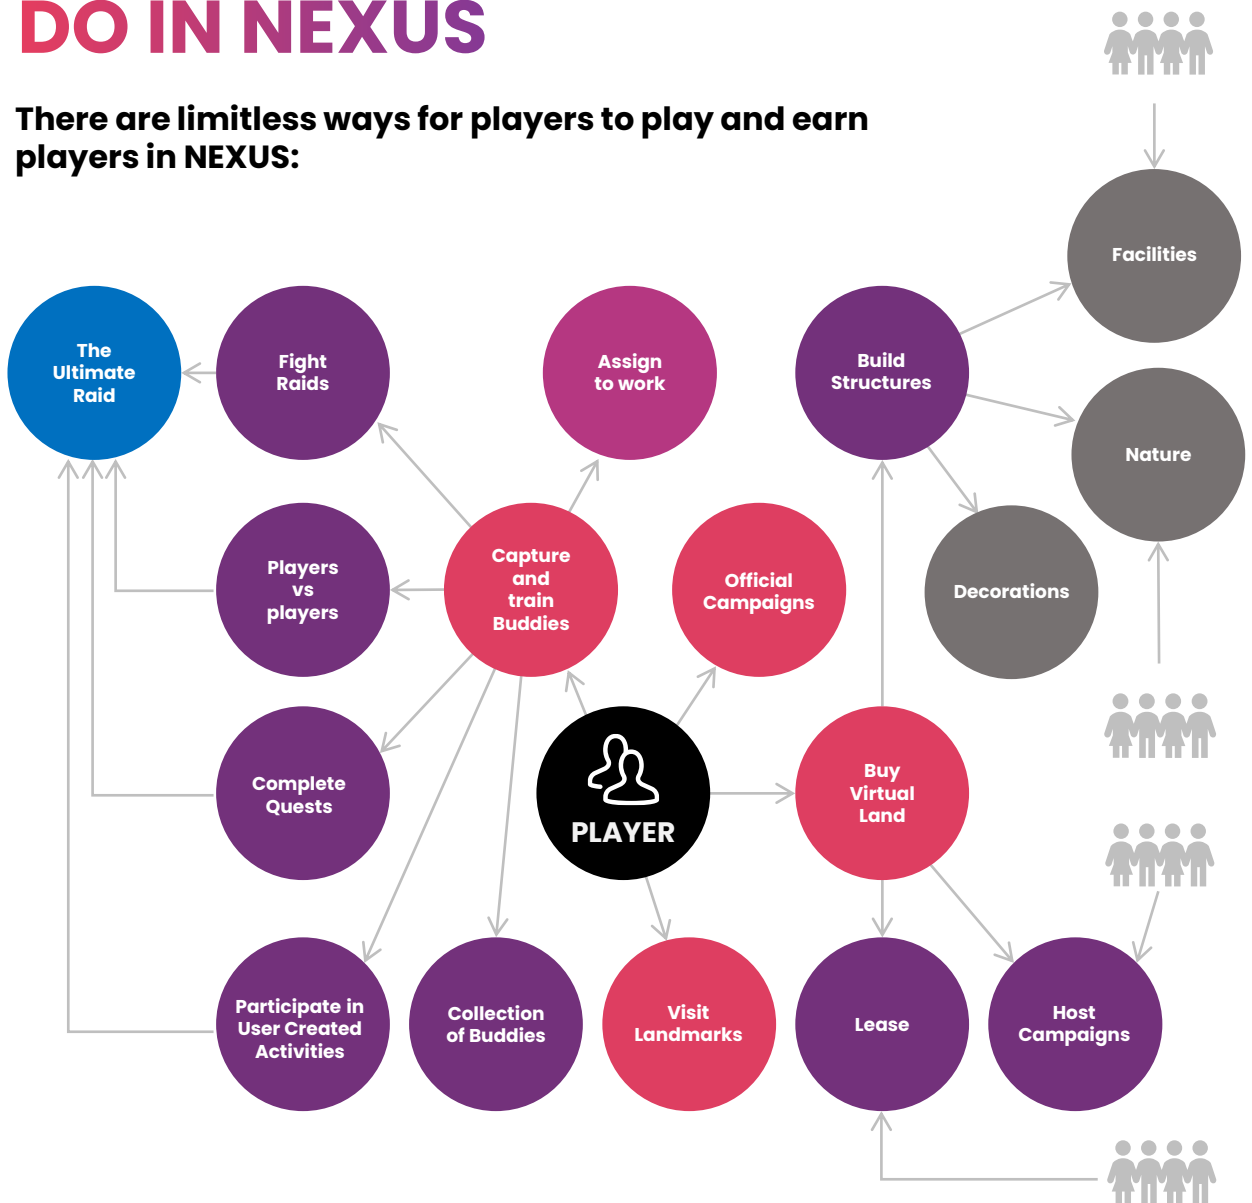 DO IN NEXUS
There are limitless ways for players to play and earn
players in NEXUS:
Facilities
The
Ultimate
Raid
Fight
Raids
Assign
to work
Build
Structures
Nature
Players
vs
players
Capture
and
train
Buddies
Official
Campaigns
Decorations
Complete
Quests
PLAYER
Buy
Virtual
Land
Participate in
User Created
Activities
Collection
of Buddies
Visit
Landmarks
Lease
Host
Campaigns